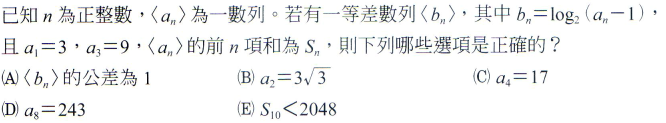 已知 n 為正整數，⟨aₙ⟩為一數列。若有一等差數列⟨bₙ⟩，其中 bₙ=log₂（aₙ−1），
且 a₁=3，a₃=9，⟨aₙ⟩的前 n 項和為 Sₙ，則下列哪些選項是正確的？
(A)⟨bₙ⟩的公差為 1 (B) a₂=3√3 (C) a₄=17
(D) a₈=243 (E) S₁₀＜2048